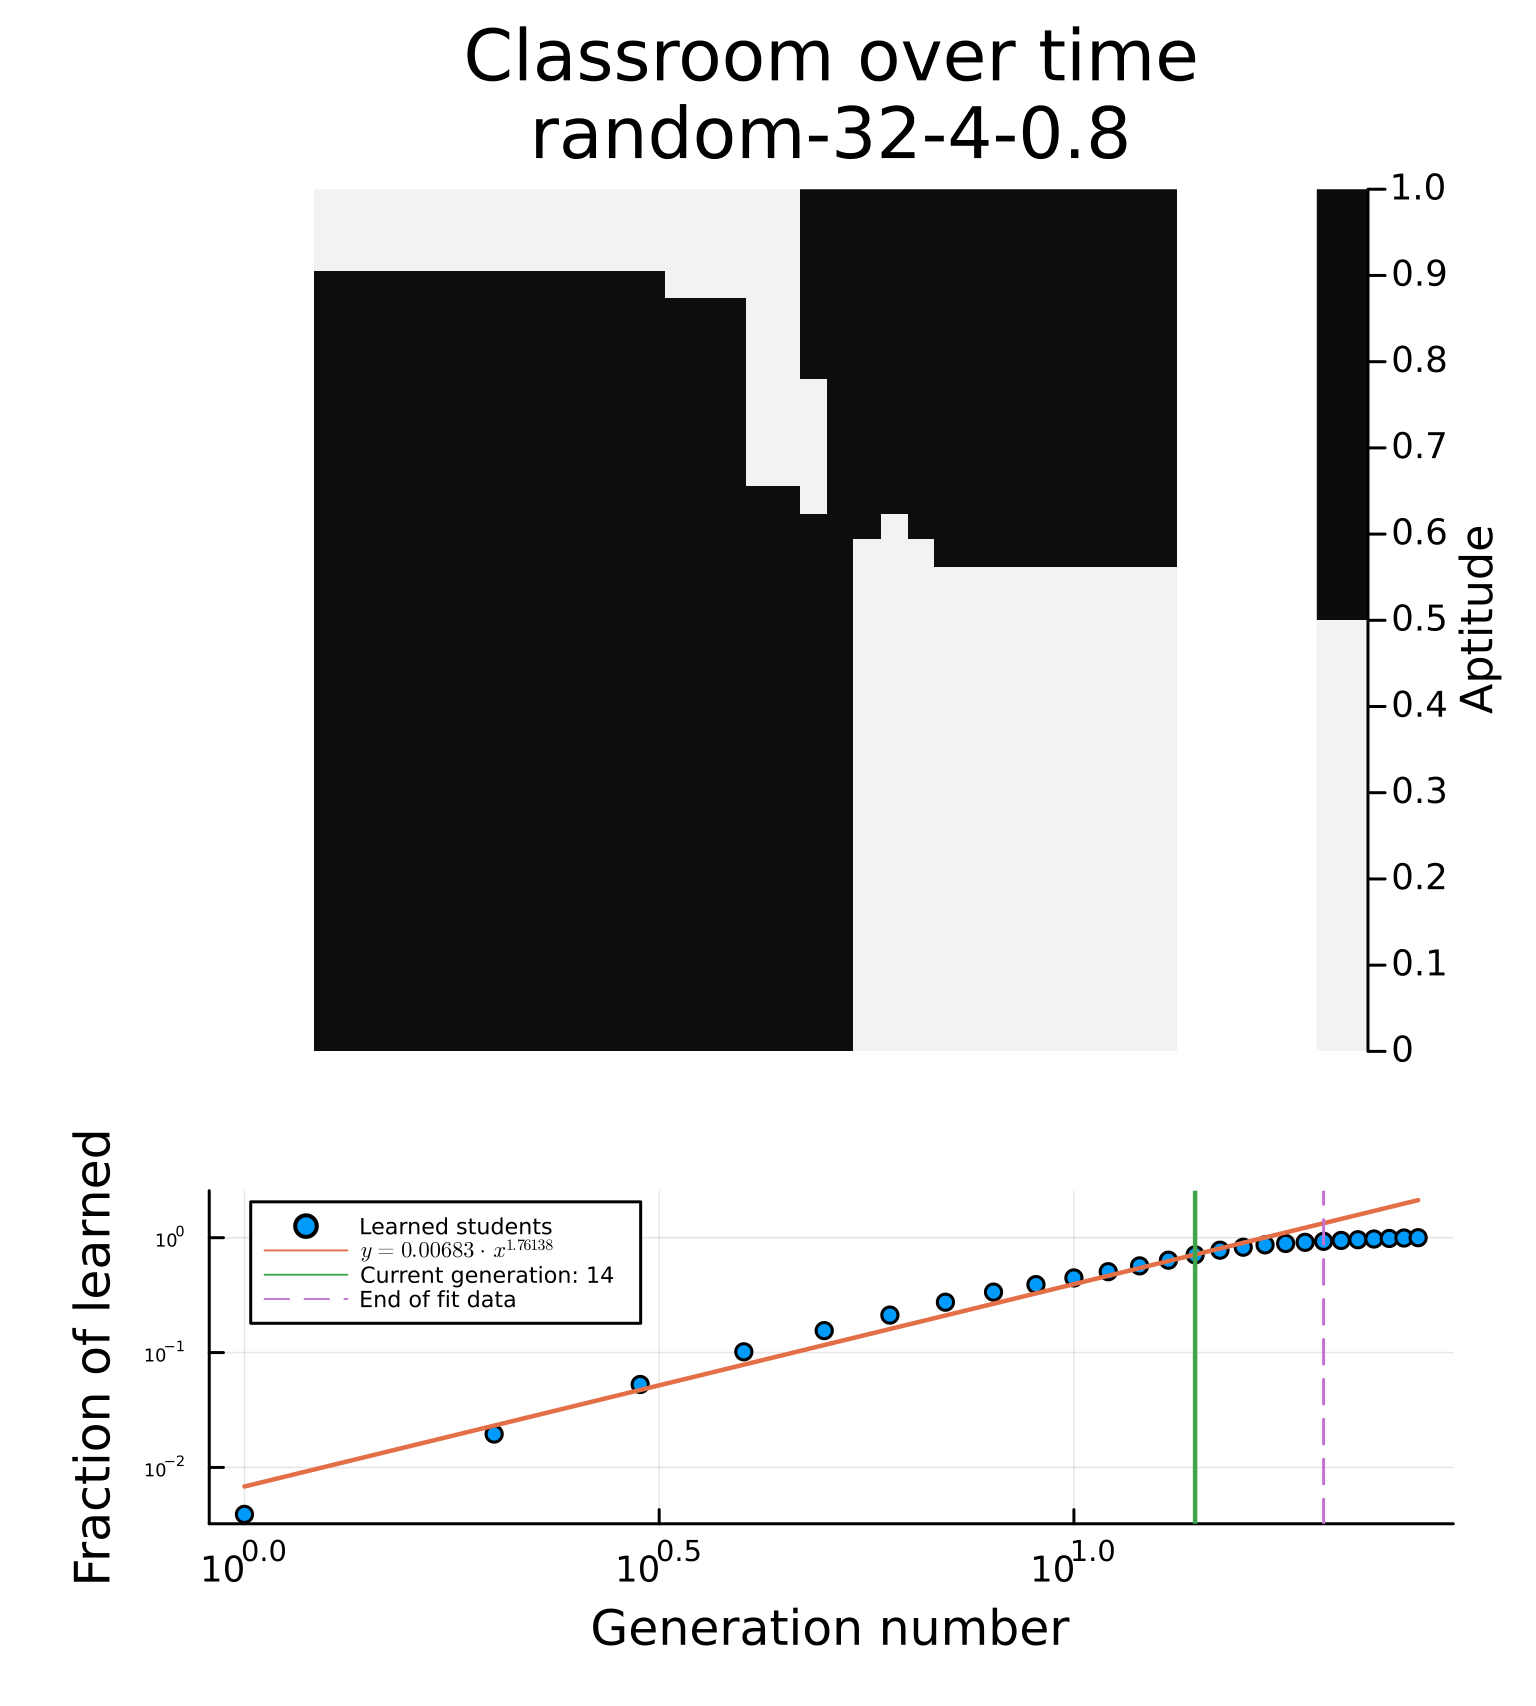 Classroom over time
random-32-4-0.8
1.0
0.9
0.8
0.7
0.6
0.5
0.4
0.3
0.2
0.1
0
Aptitude
Fraction of learned
10⁰
10⁻¹
10⁻²
Learned students
y = 0.00683 · x^1.76138
Current generation: 14
End of fit data
10^0.0
10^0.5
10^1.0
Generation number